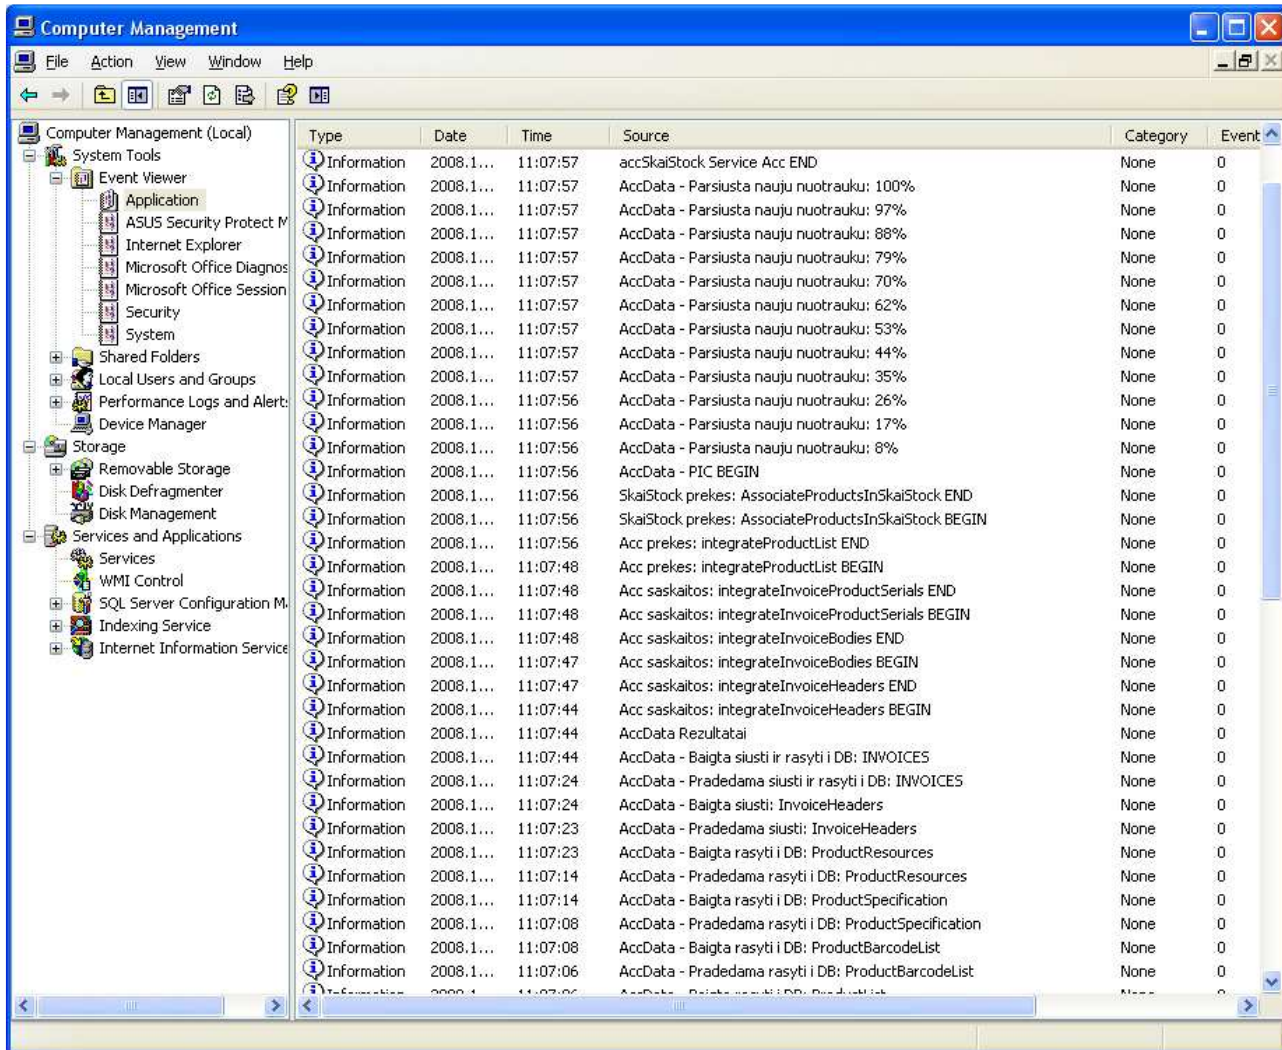 Computer Management
File Action View Window Help
Computer Management (Local)
System Tools
Event Viewer
Application
ASUS Security Protect M
Internet Explorer
Microsoft Office Diagnos
Microsoft Office Session
Security
System
Shared Folders
Local Users and Groups
Performance Logs and Alert
Device Manager
Storage
Removable Storage
Disk Defragmenter
Disk Management
Services and Applications
Services
WMI Control
SQL Server Configuration M
Indexing Service
Internet Information Service
Type Date Time Source Category Event
Information 2008.1... 11:07:57 accSkaiStock Service Acc END None 0
Information 2008.1... 11:07:57 AccData - Parsiusta nauju nuotrauku: 100% None 0
Information 2008.1... 11:07:57 AccData - Parsiusta nauju nuotrauku: 97% None 0
Information 2008.1... 11:07:57 AccData - Parsiusta nauju nuotrauku: 88% None 0
Information 2008.1... 11:07:57 AccData - Parsiusta nauju nuotrauku: 79% None 0
Information 2008.1... 11:07:57 AccData - Parsiusta nauju nuotrauku: 70% None 0
Information 2008.1... 11:07:57 AccData - Parsiusta nauju nuotrauku: 62% None 0
Information 2008.1... 11:07:57 AccData - Parsiusta nauju nuotrauku: 53% None 0
Information 2008.1... 11:07:57 AccData - Parsiusta nauju nuotrauku: 44% None 0
Information 2008.1... 11:07:57 AccData - Parsiusta nauju nuotrauku: 35% None 0
Information 2008.1... 11:07:56 AccData - Parsiusta nauju nuotrauku: 26% None 0
Information 2008.1... 11:07:56 AccData - Parsiusta nauju nuotrauku: 17% None 0
Information 2008.1... 11:07:56 AccData - Parsiusta nauju nuotrauku: 8% None 0
Information 2008.1... 11:07:56 AccData - PIC BEGIN None 0
Information 2008.1... 11:07:56 SkaiStock prekes: AssociateProductsInSkaiStock END None 0
Information 2008.1... 11:07:56 SkaiStock prekes: AssociateProductsInSkaiStock BEGIN None 0
Information 2008.1... 11:07:56 Acc prekes: integrateProductList END None 0
Information 2008.1... 11:07:48 Acc prekes: integrateProductList BEGIN None 0
Information 2008.1... 11:07:48 Acc saskaitos: integrateInvoiceProductSerials END None 0
Information 2008.1... 11:07:48 Acc saskaitos: integrateInvoiceProductSerials BEGIN None 0
Information 2008.1... 11:07:48 Acc saskaitos: integrateInvoiceBodies END None 0
Information 2008.1... 11:07:47 Acc saskaitos: integrateInvoiceBodies BEGIN None 0
Information 2008.1... 11:07:47 Acc saskaitos: integrateInvoiceHeaders END None 0
Information 2008.1... 11:07:44 Acc saskaitos: integrateInvoiceHeaders BEGIN None 0
Information 2008.1... 11:07:44 AccData Rezultatai None 0
Information 2008.1... 11:07:44 AccData - Baigta siusti ir rasyti i DB: INVOICES None 0
Information 2008.1... 11:07:24 AccData - Pradedama siusti ir rasyti i DB: INVOICES None 0
Information 2008.1... 11:07:24 AccData - Baigta siusti: InvoiceHeaders None 0
Information 2008.1... 11:07:23 AccData - Pradedama siusti: InvoiceHeaders None 0
Information 2008.1... 11:07:23 AccData - Baigta rasyti i DB: ProductResources None 0
Information 2008.1... 11:07:14 AccData - Pradedama rasyti i DB: ProductResources None 0
Information 2008.1... 11:07:14 AccData - Baigta rasyti i DB: ProductSpecification None 0
Information 2008.1... 11:07:08 AccData - Pradedama rasyti i DB: ProductSpecification None 0
Information 2008.1... 11:07:08 AccData - Baigta rasyti i DB: ProductBarcodeList None 0
Information 2008.1... 11:07:06 AccData - Pradedama rasyti i DB: ProductBarcodeList None 0